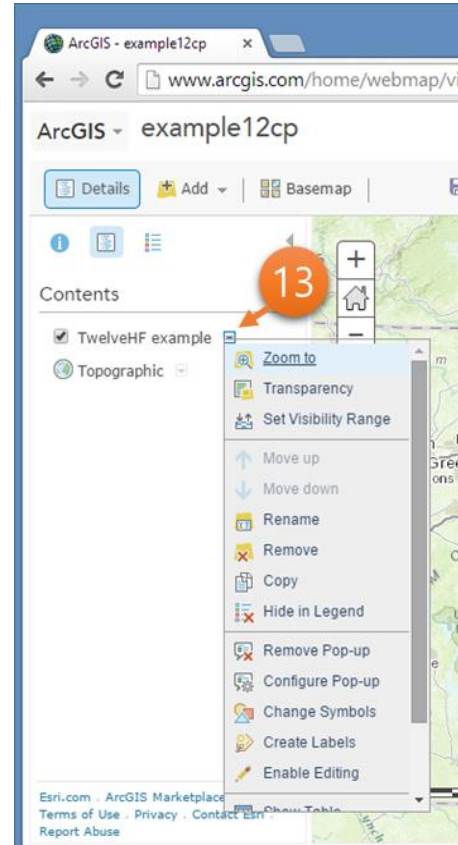 ArcGIS - example12cp
www.arcgis.com/home/webmap/vi
ArcGIS example12cp
Details Add Basemap
Contents
13
TwelveHF example
Topographic
Zoom to
Transparency
Set Visibility Range
Move up
Move down
Rename
Remove
Copy
Hide in Legend
Remove Pop-up
Configure Pop-up
Change Symbols
Create Labels
Enable Editing
Show Table
Esri.com . ArcGIS Marketplace
Terms of Use . Privacy . Contact Esri .
Report Abuse